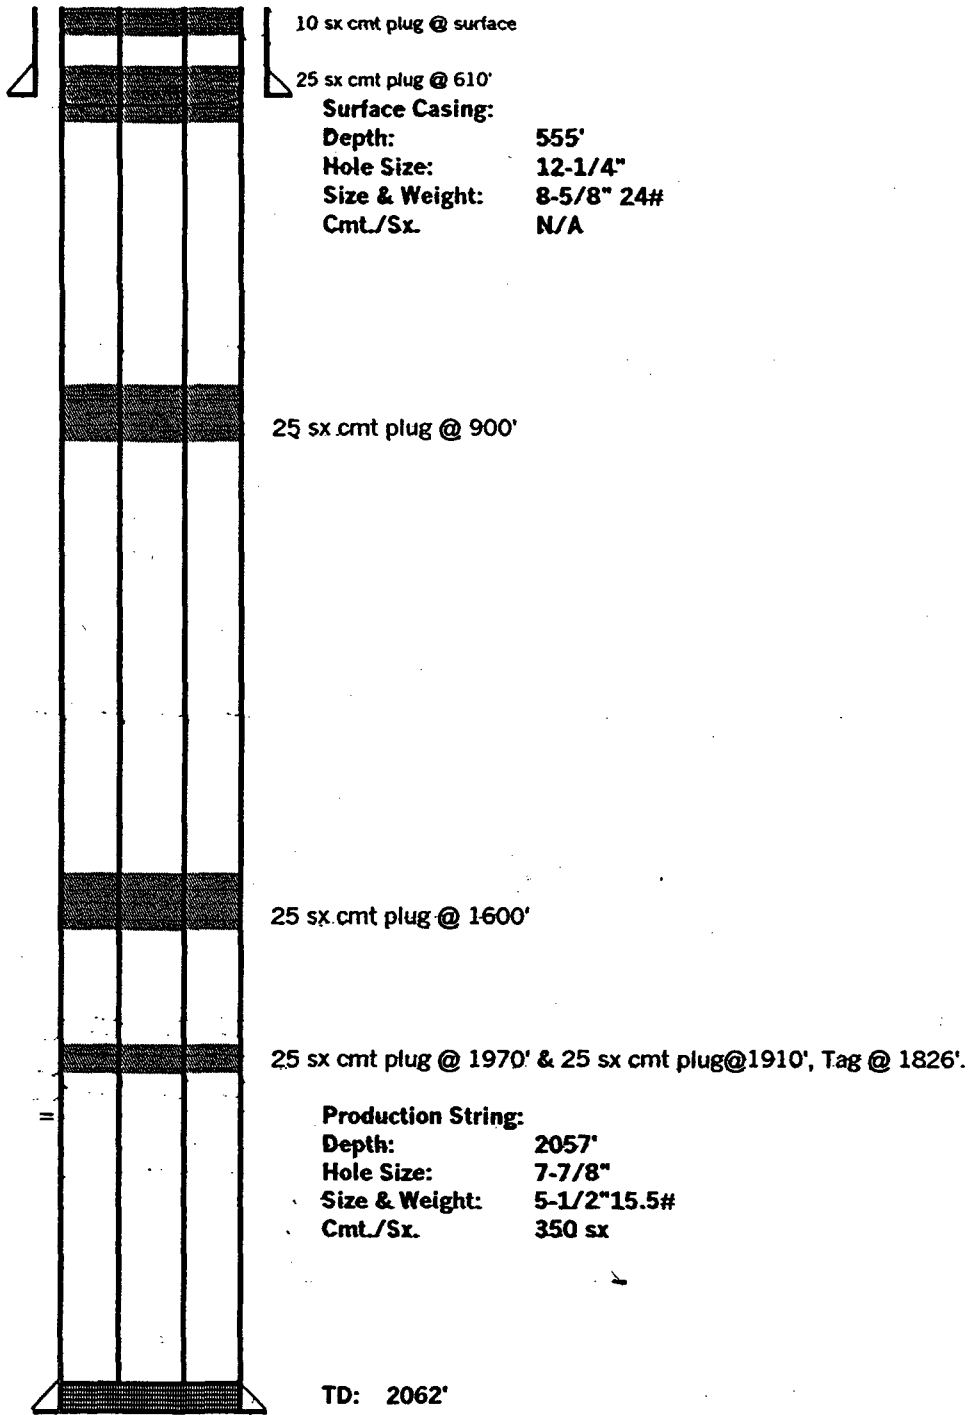 10 sx cmt plug @ surface
25 sx cmt plug @ 610'
Surface Casing:
Depth: 555'
Hole Size: 12-1/4"
Size & Weight: 8-5/8" 24#
Cmt./Sx. N/A
25 sx cmt plug @ 900'
25 sx cmt plug @ 1600'
25 sx cmt plug @ 1970' & 25 sx cmt plug@1910', Tag @ 1826'.
Production String:
Depth: 2057'
Hole Size: 7-7/8"
Size & Weight: 5-1/2"15.5#
Cmt./Sx. 350 sx
TD: 2062'